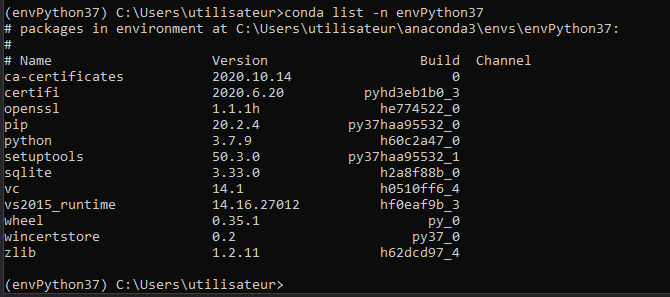 (envPython37) C:\Users\utilisateur>conda list -n envPython37
# packages in environment at C:\Users\utilisateur\anaconda3\envs\envPython37:
#
# Name                    Version                   Build  Channel
ca-certificates           2020.10.14                    0
certifi                   2020.6.20          pyhd3eb1b0_3
openssl                   1.1.1h               he774522_0
pip                       20.2.4           py37haa95532_0
python                    3.7.9                h60c2a47_0
setuptools                50.3.0           py37haa95532_1
sqlite                    3.33.0               h2a8f88b_0
vc                        14.1                 h0510ff6_4
vs2015_runtime            14.16.27012          hf0eaf9b_3
wheel                     0.35.1                     py_0
wincertstore              0.2                      py37_0
zlib                      1.2.11               h62dcd97_4
(envPython37) C:\Users\utilisateur>